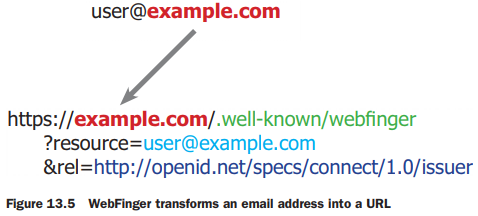 user@example.com
https://example.com/.well-known/webfinger
?resource=user@example.com
&rel=http://openid.net/specs/connect/1.0/issuer
Figure 13.5 WebFinger transforms an email address into a URL